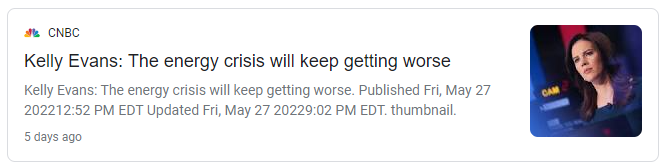 CNBC
Kelly Evans: The energy crisis will keep getting worse
Kelly Evans: The energy crisis will keep getting worse. Published Fri, May 27
202212:52 PM EDT Updated Fri, May 27 20229:02 PM EDT. thumbnail.
5 days ago
CAM